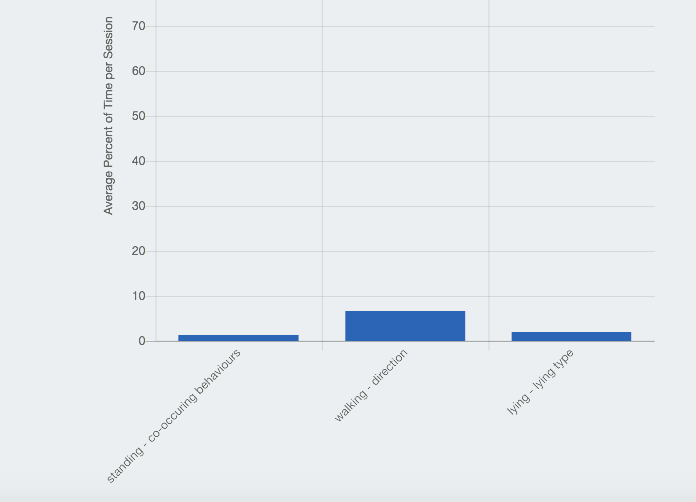 Average Percent of Time per Session
70
60
50
40
30
20
10
0
standing - co-occuring behaviours
walking - direction
lying - lying type